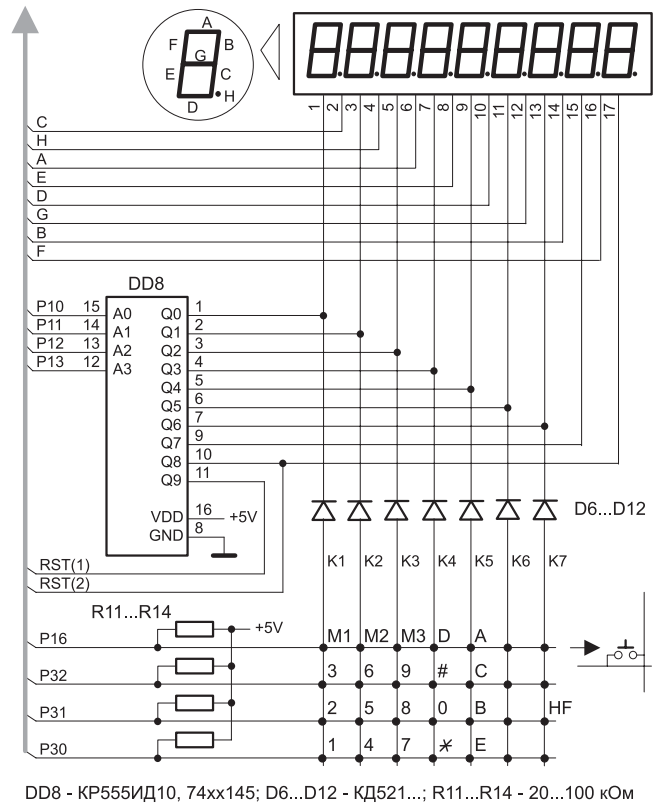 A
F B
G
E C
D H
1 2 3 4 5 6 7 8 9 10 11 12 13 14 15 16 17
C
H
A
E
D
G
B
F
DD8
P10 15 A0 Q0 1
P11 14 A1 Q1 2
P12 13 A2 Q2 3
P13 12 A3 Q3 4
Q4 5
Q5 6
Q6 7
Q7 9
Q8 10
Q9 11
VDD 16 +5V
GND 8
D6...D12
K1 K2 K3 K4 K5 K6 K7
RST(1)
RST(2)
R11...R14
+5V
P16 M1 M2 M3 D A
P32 3 6 9 # C
P31 2 5 8 0 B HF
P30 1 4 7 * E
DD8 - КР555ИД10, 74xx145; D6...D12 - КД521...; R11...R14 - 20...100 кОм